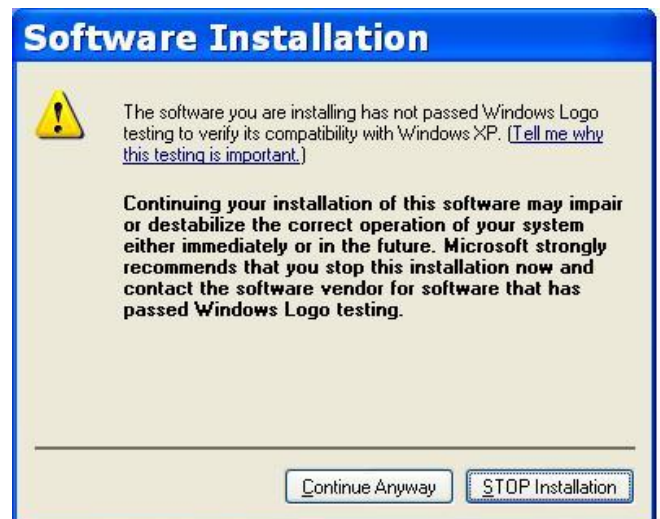 Software Installation
The software you are installing has not passed Windows Logo
testing to verify its compatibility with Windows XP. (Tell me why
this testing is important.)
Continuing your installation of this software may impair
or destabilize the correct operation of your system
either immediately or in the future. Microsoft strongly
recommends that you stop this installation now and
contact the software vendor for software that has
passed Windows Logo testing.
Continue Anyway STOP Installation